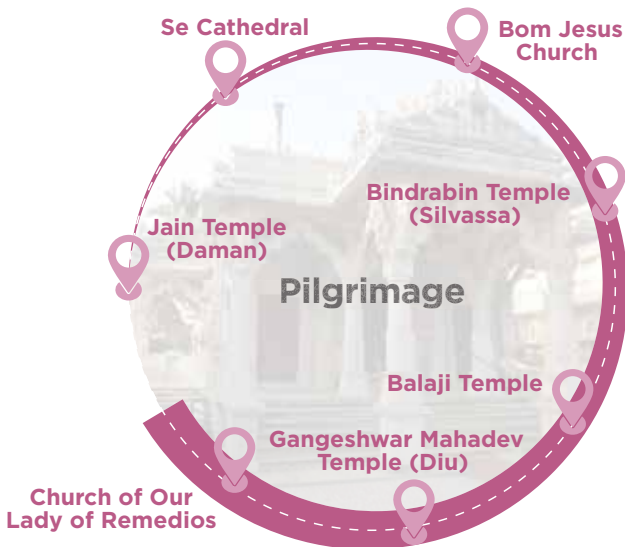 Se Cathedral
Bom Jesus
Church
Bindrabin Temple
(Silvassa)
Jain Temple
(Daman)
Pilgrimage
Balaji Temple
Gangeshwar Mahadev
Temple (Diu)
Church of Our
Lady of Remedios